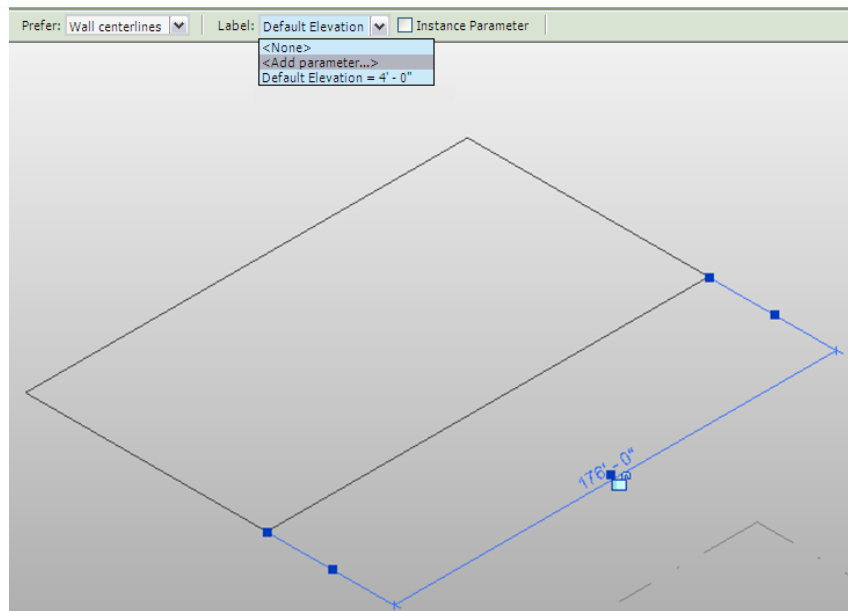 Prefer: Wall centerlines Label: Default Elevation Instance Parameter
<None>
<Add parameter...>
Default Elevation = 4' - 0"
176' - 0"